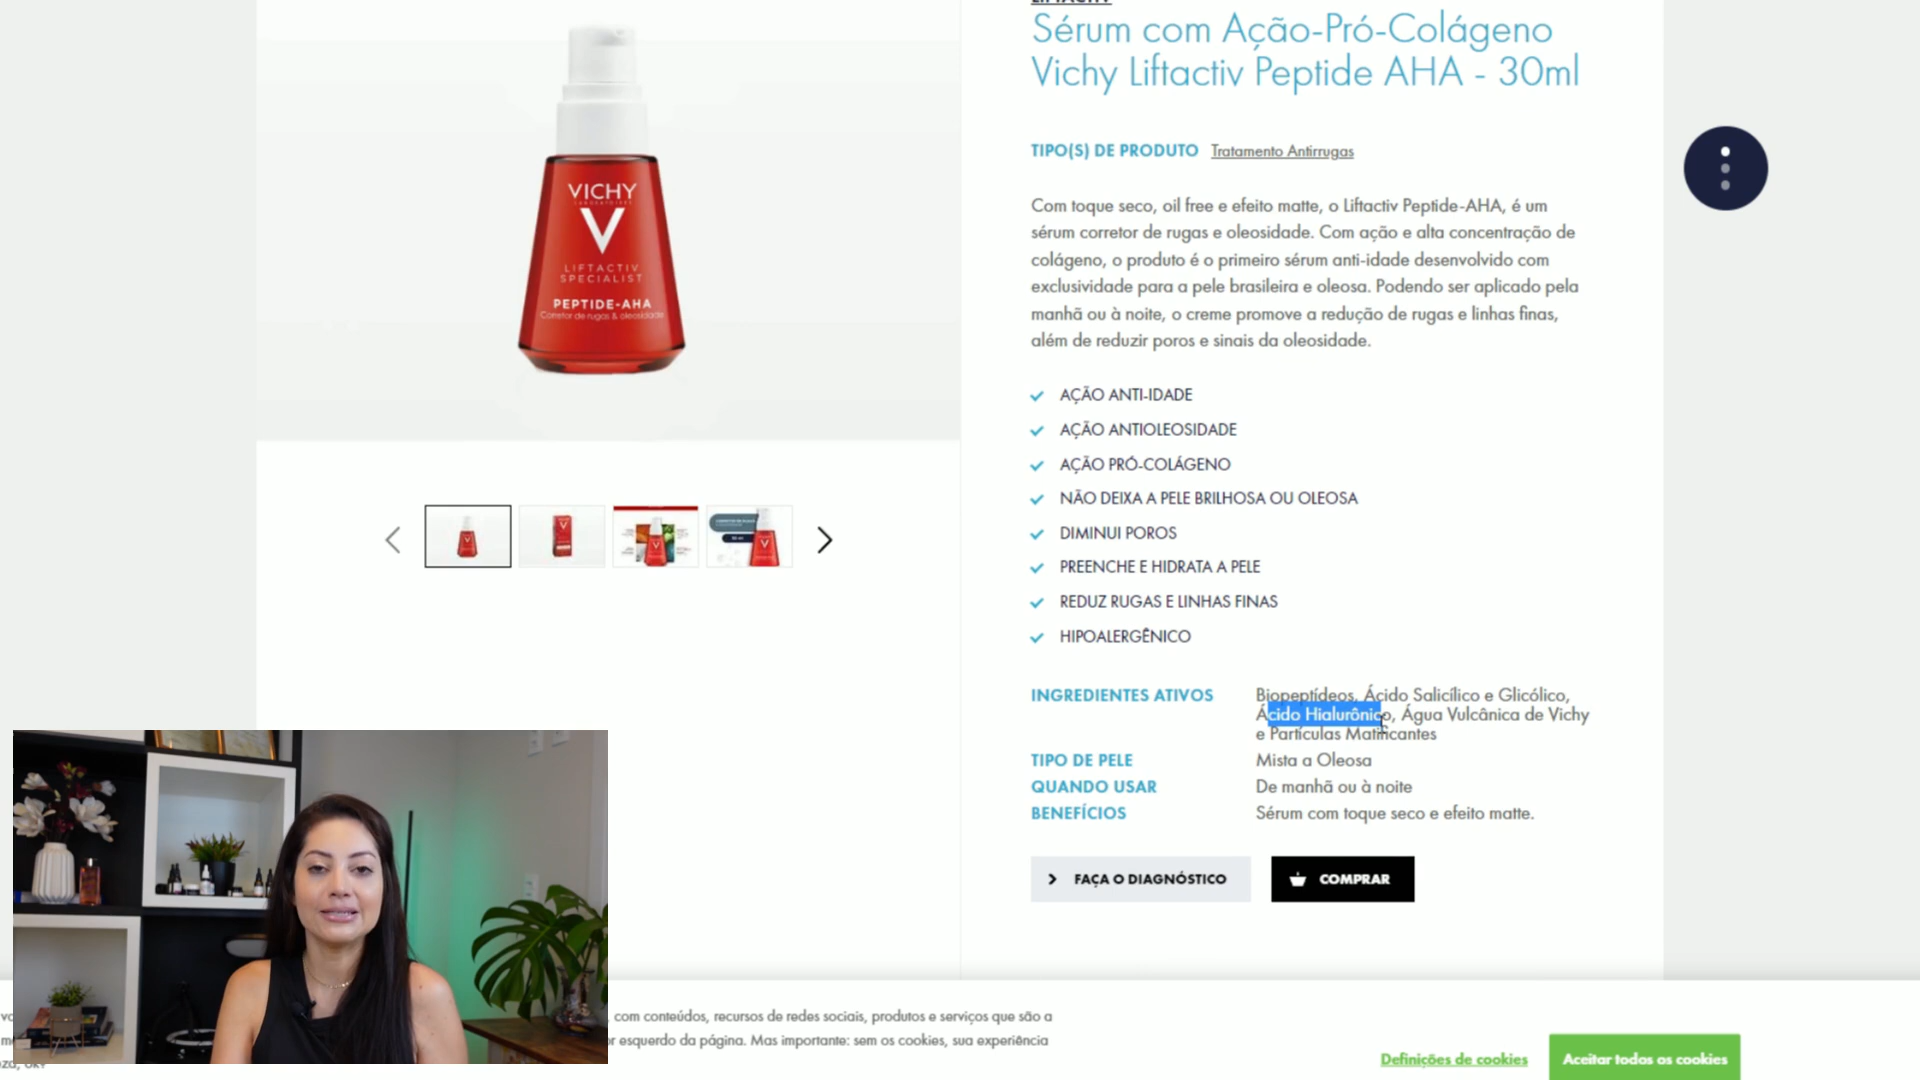 Sérum com Ação-Pró-Colágeno
Vichy Liftactiv Peptide AHA - 30ml
TIPO(S) DE PRODUTO Tratamento Antirrugas
Com toque seco, oil free e efeito matte, o Liftactiv Peptide-AHA, é um
sérum corretor de rugas e oleosidade. Com ação e alta concentração de
colágeno, o produto é o primeiro sérum anti-idade desenvolvido com
exclusividade para a pele brasileira e oleosa. Podendo ser aplicado pela
manhã ou à noite, o creme promove a redução de rugas e linhas finas,
além de reduzir poros e sinais da oleosidade.
AÇÃO ANTI-IDADE
AÇÃO ANTIOLEOSIDADE
AÇÃO PRÓ-COLÁGENO
NÃO DEIXA A PELE BRILHOSA OU OLEOSA
DIMINUI POROS
PREENCHE E HIDRATA A PELE
REDUZ RUGAS E LINHAS FINAS
HIPOALERGÊNICO
INGREDIENTES ATIVOS Biopeptídeos, Ácido Salicílico e Glicólico,
Ácido Hialurônico, Água Vulcânica de Vichy
e Partículas Matificantes
TIPO DE PELE Mista a Oleosa
QUANDO USAR De manhã ou à noite
BENEFÍCIOS Sérum com toque seco e efeito matte.
FAÇA O DIAGNÓSTICO
COMPRAR
VICHY
LABORATOIRES
V
LIFTACTIV
SPECIALIST
PEPTIDE-AHA
Corretor de rugas & oleosidade
, com conteúdos, recursos de redes sociais, produtos e serviços que são a
r esquerdo da página. Mas importante: sem os cookies, sua experiência
Definições de cookies
Aceitar todos os cookies